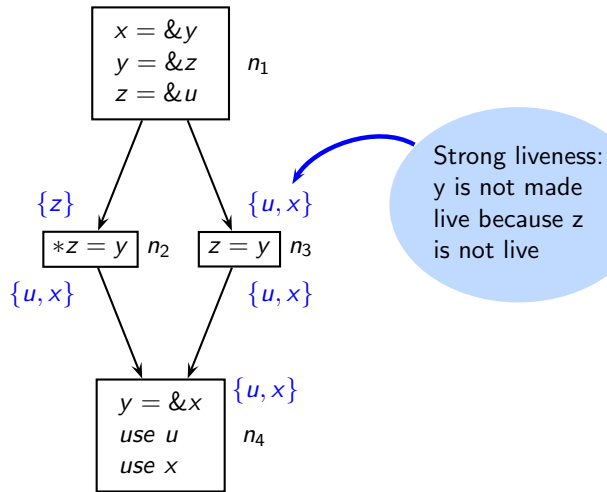 x = &y
y = &z
z = &u
n1
Strong liveness:
y is not made
live because z
is not live
{z}
{u, x}
*z = y n2
z = y n3
{u, x}
{u, x}
{u, x}
y = &x
use u
use x
n4